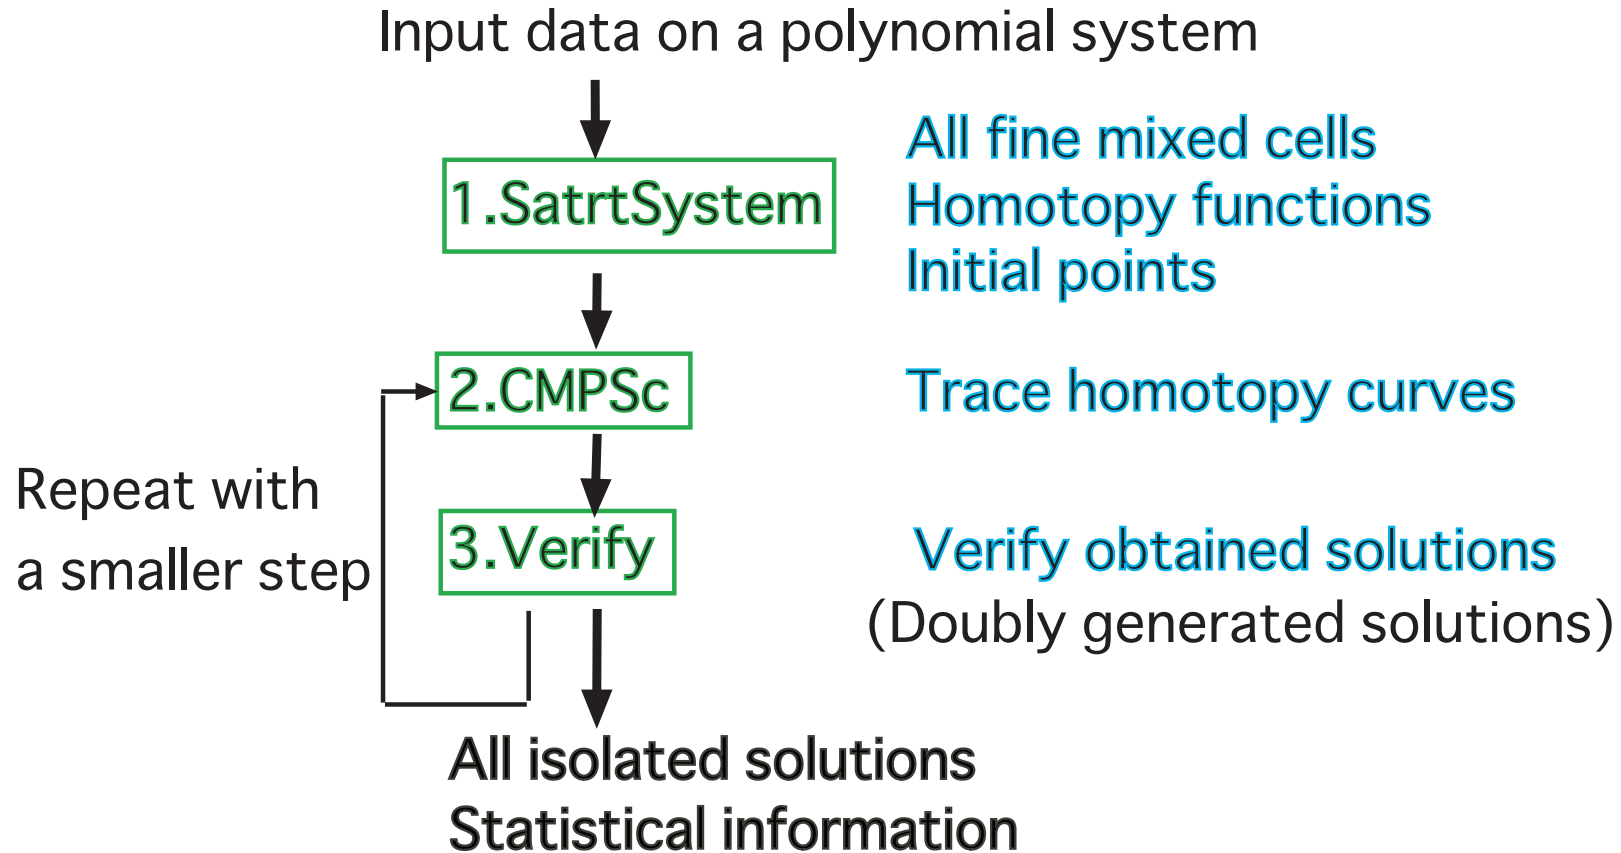 Input data on a polynomial system
All fine mixed cells
1.SatrtSystem
Homotopy functions
Initial points
2.CMPSc
Trace homotopy curves
Repeat with
a smaller step
3.Verify
Verify obtained solutions
(Doubly generated solutions)
All isolated solutions
Statistical information